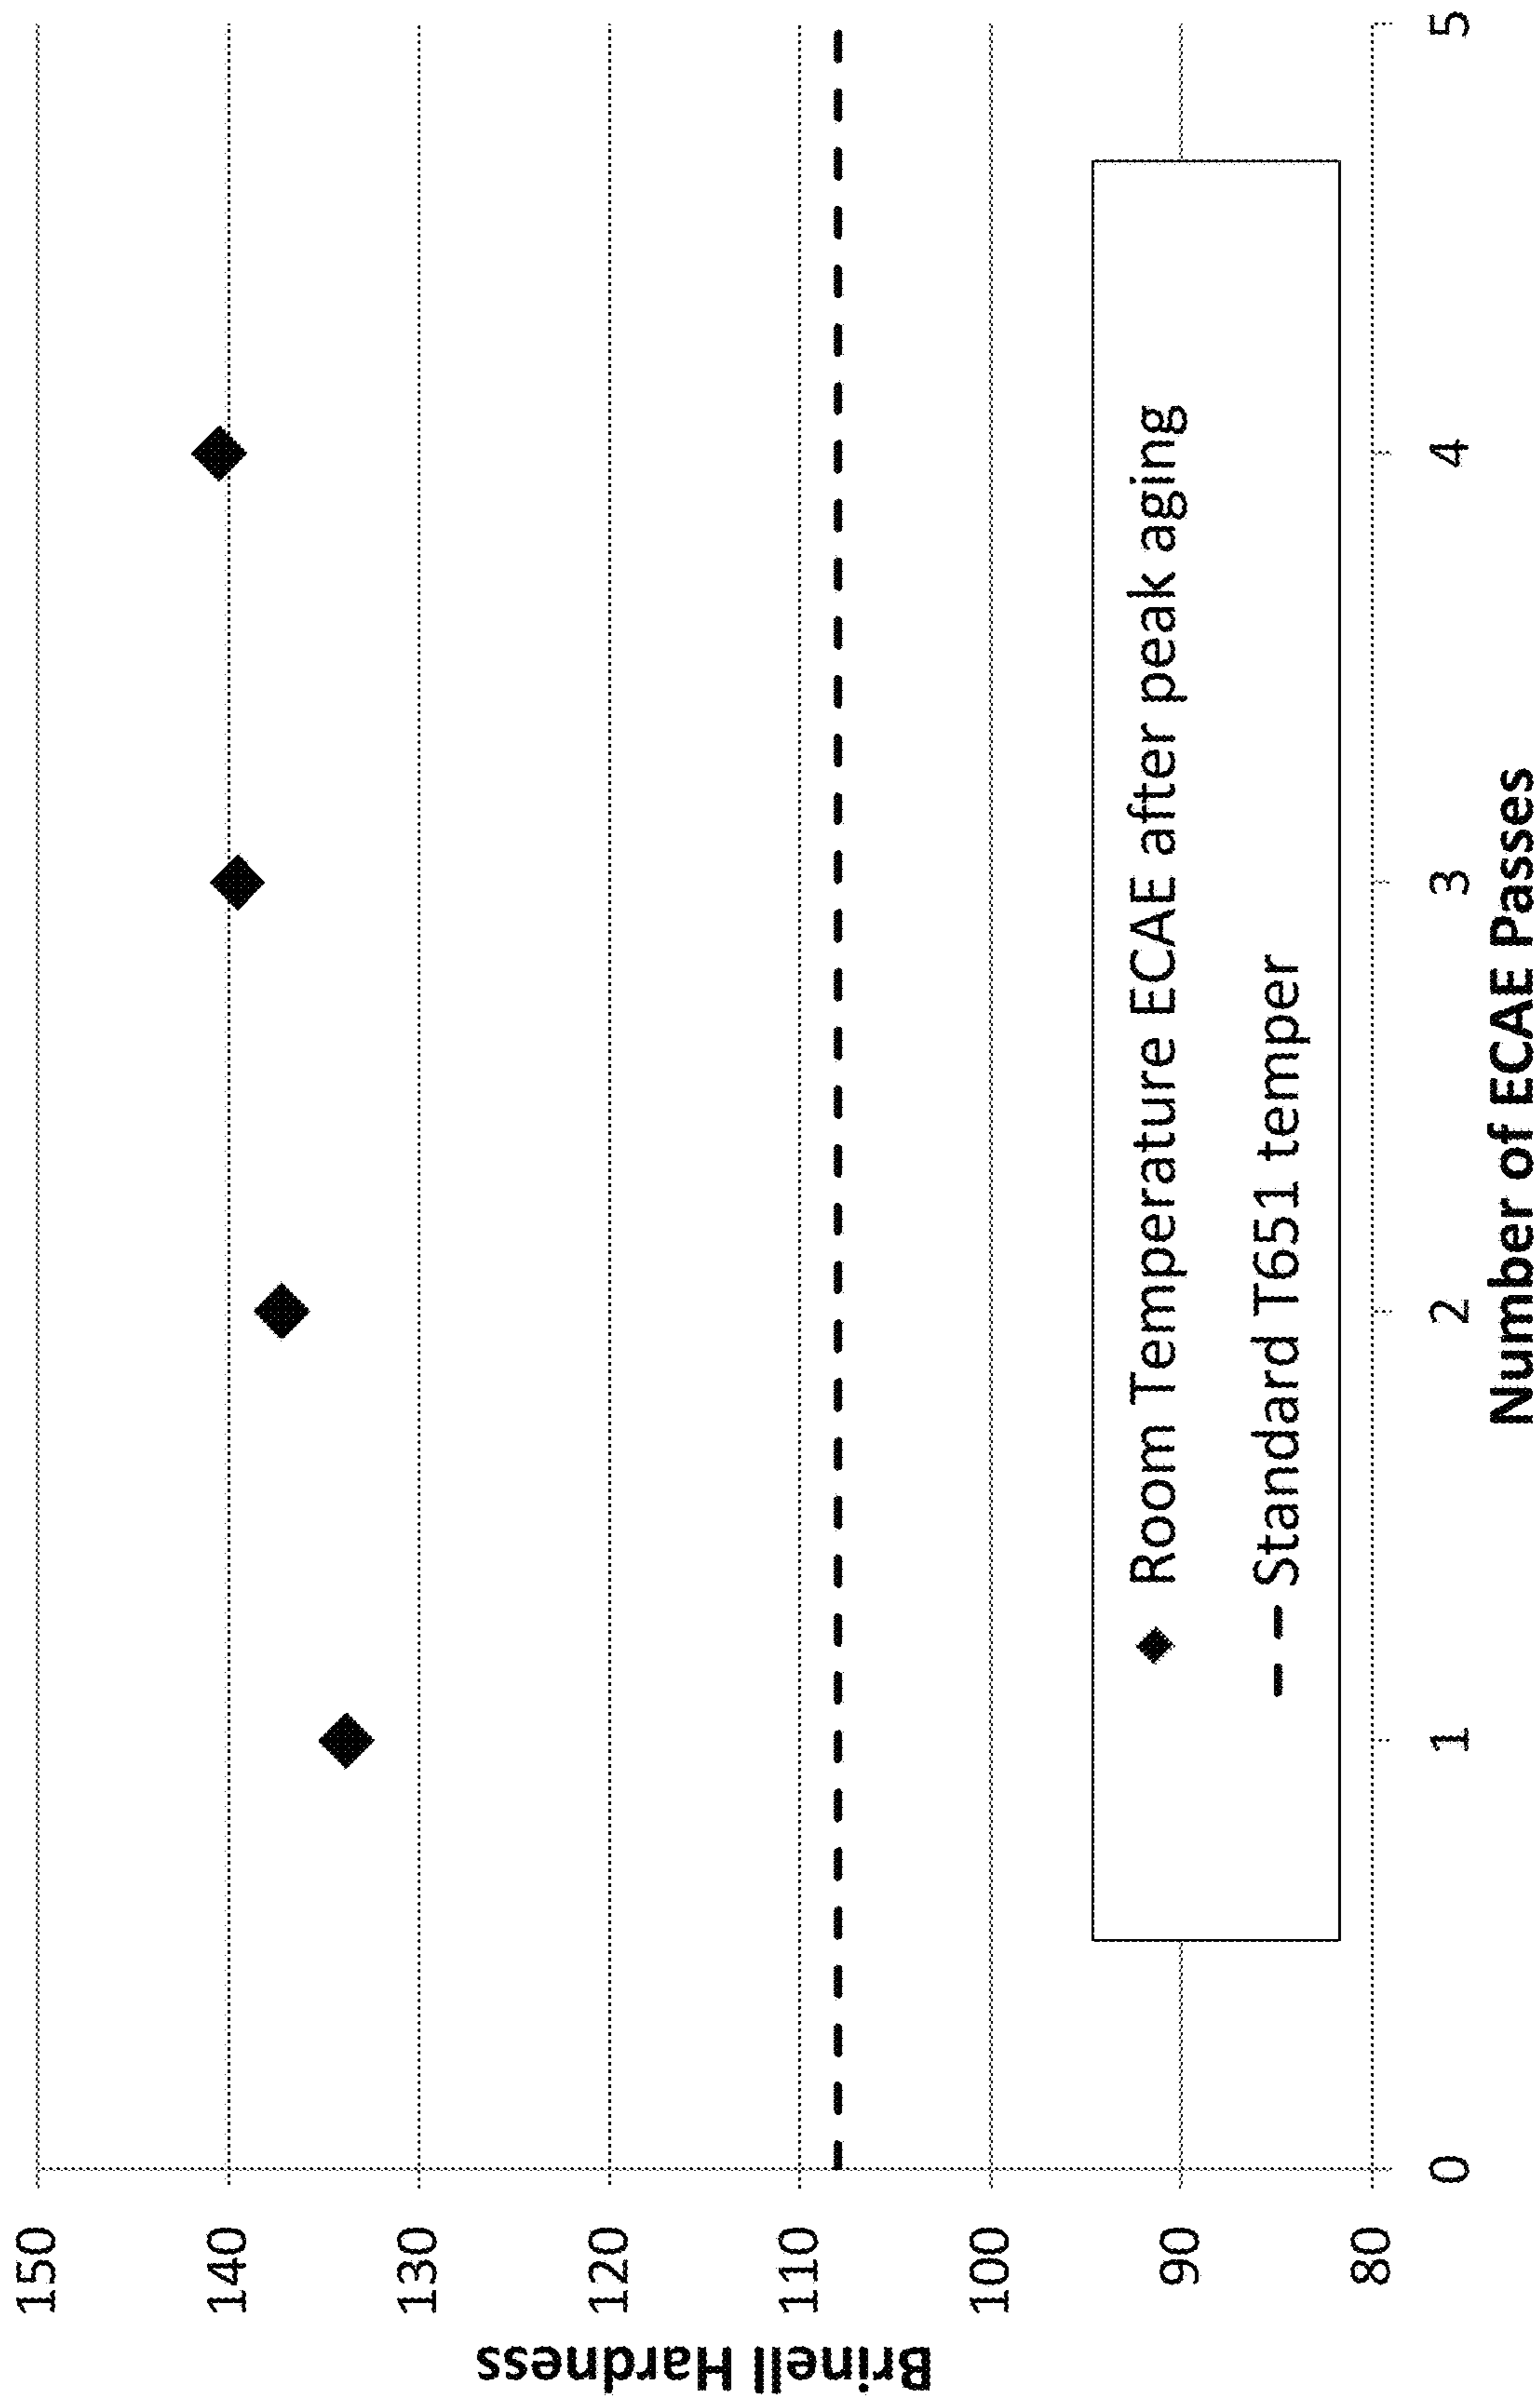 Brinell Hardness
150
140
130
120
110
100
90
80
Room Temperature ECAE after peak aging
Standard T651 temper
0 1 2 3 4 5
Number of ECAE Passes